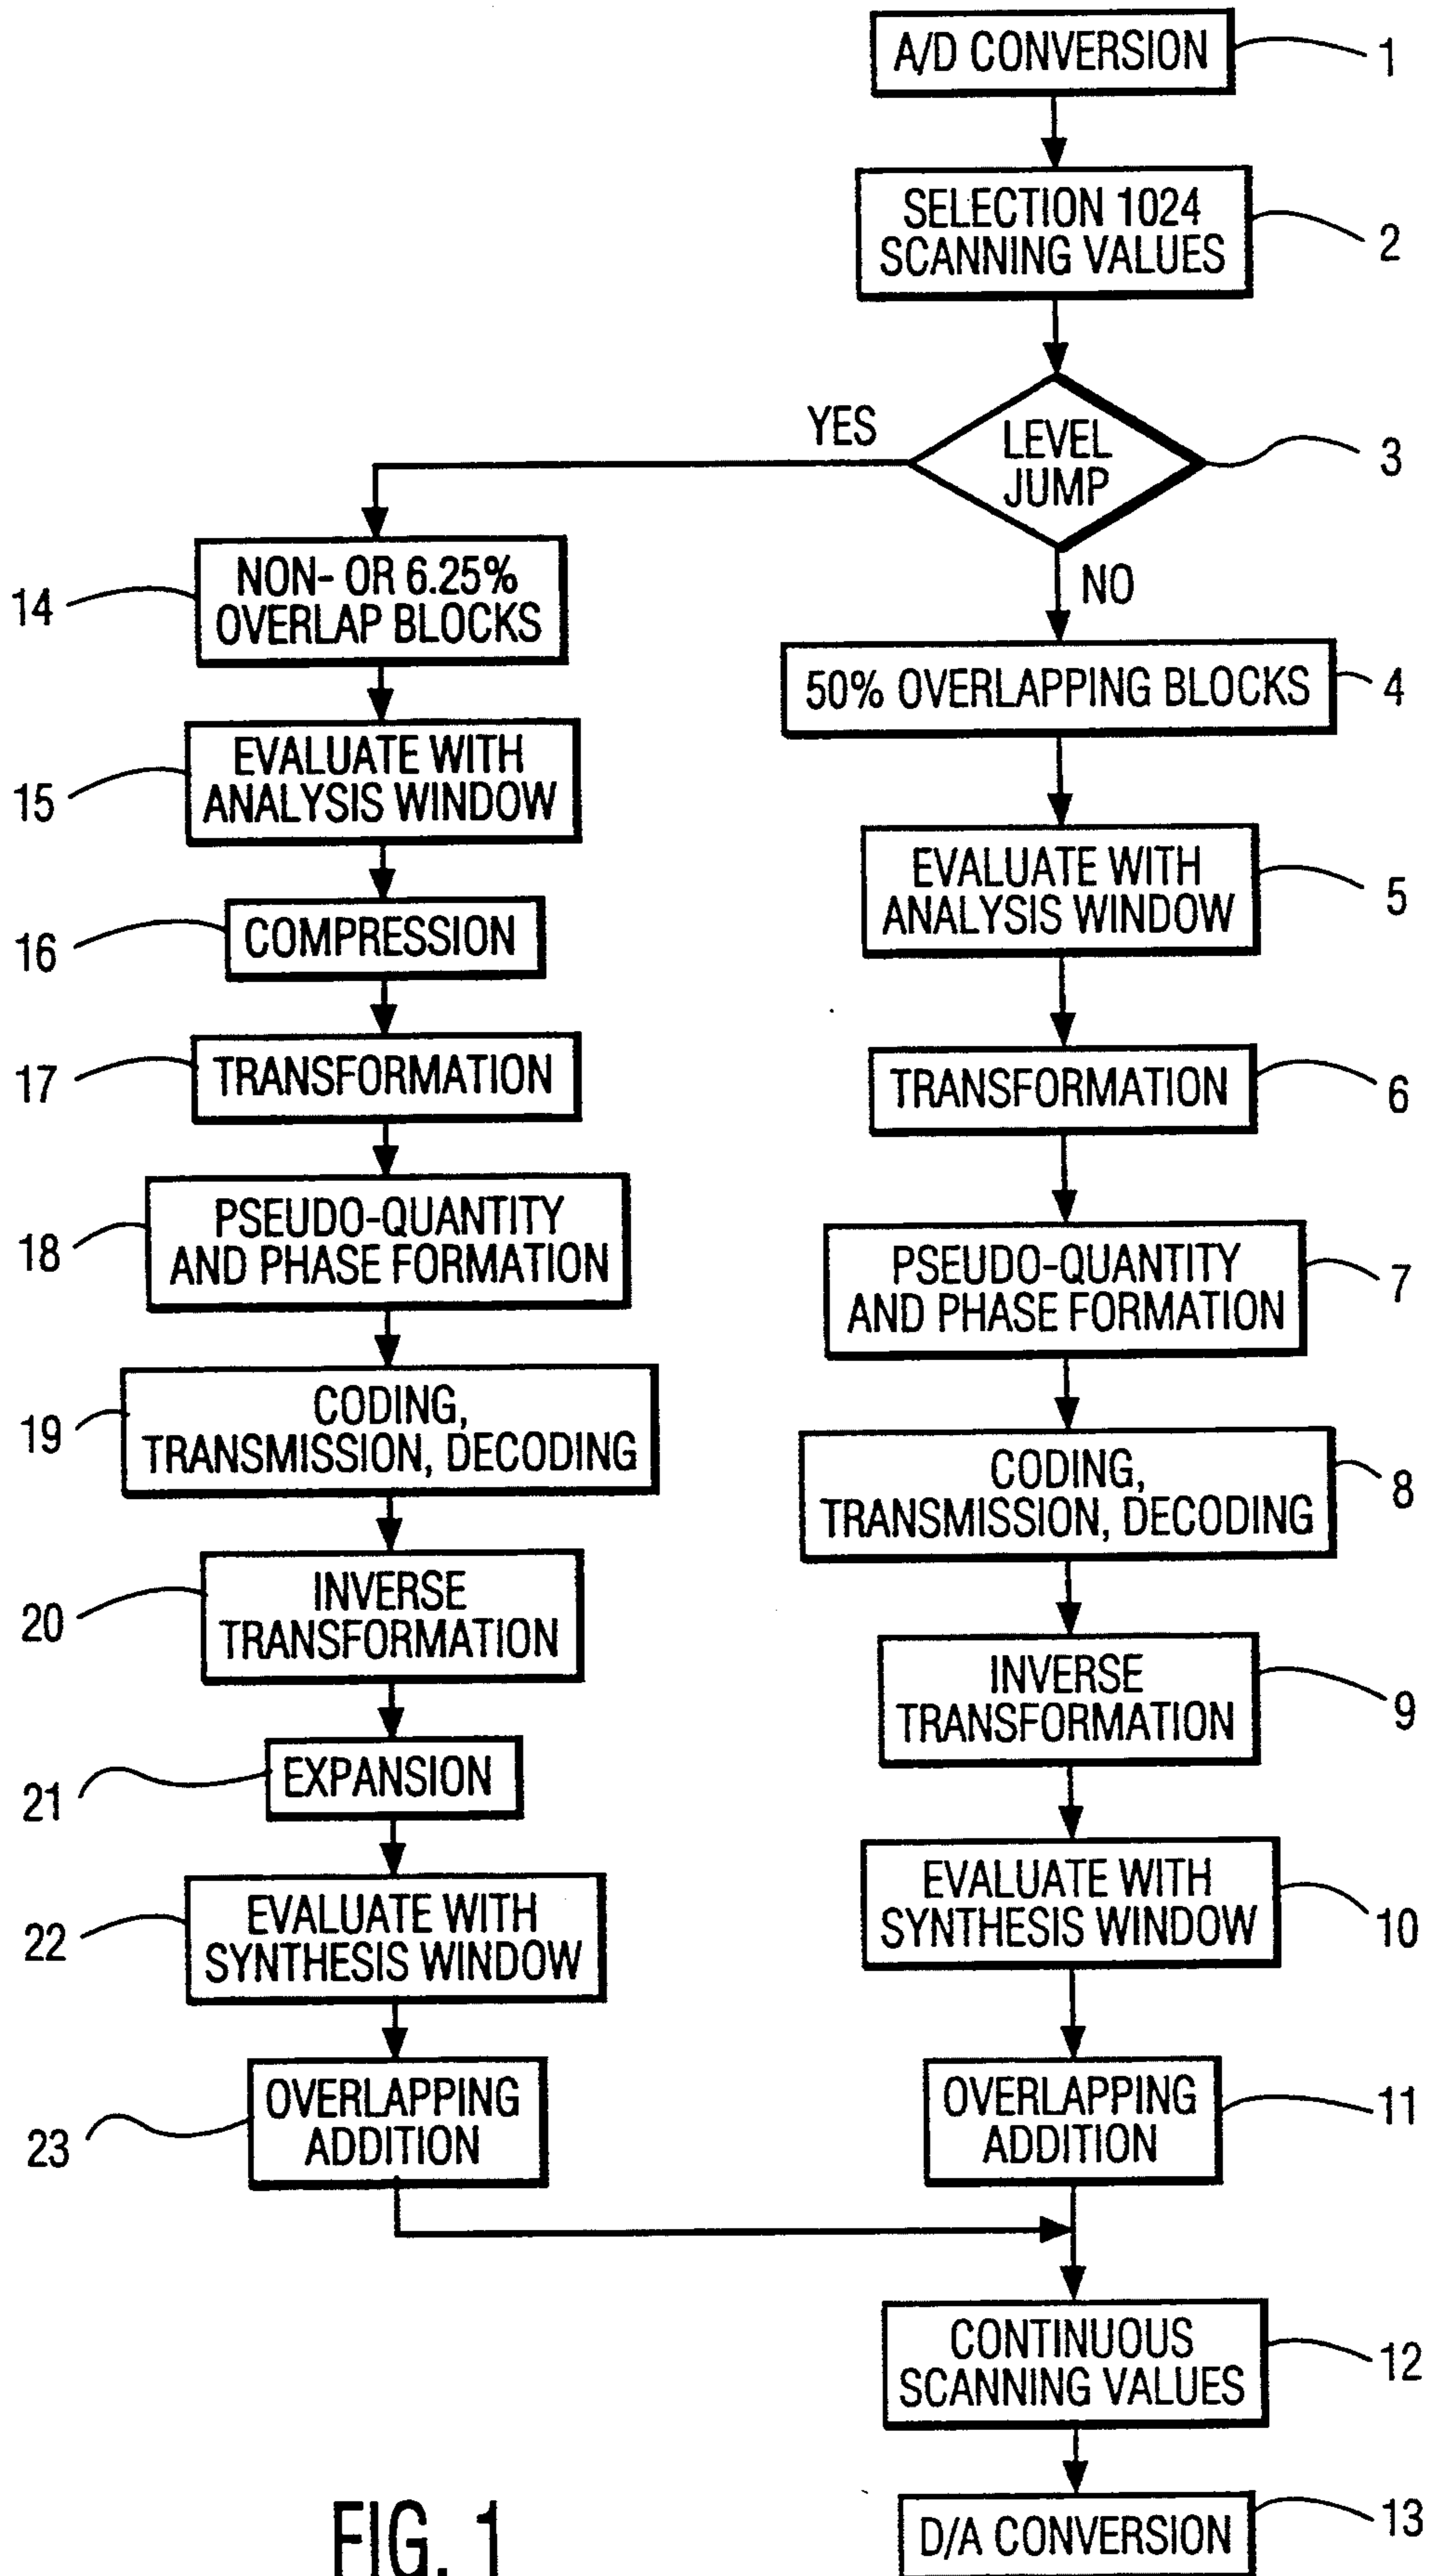 A/D CONVERSION
1
SELECTION 1024
SCANNING VALUES
2
LEVEL
JUMP
3
YES
NO
NON- OR 6.25%
OVERLAP BLOCKS
14
50% OVERLAPPING BLOCKS
4
EVALUATE WITH
ANALYSIS WINDOW
15
EVALUATE WITH
ANALYSIS WINDOW
5
COMPRESSION
16
TRANSFORMATION
17
TRANSFORMATION
6
PSEUDO-QUANTITY
AND PHASE FORMATION
18
PSEUDO-QUANTITY
AND PHASE FORMATION
7
CODING,
TRANSMISSION, DECODING
19
CODING,
TRANSMISSION, DECODING
8
INVERSE
TRANSFORMATION
20
INVERSE
TRANSFORMATION
9
EXPANSION
21
EVALUATE WITH
SYNTHESIS WINDOW
22
EVALUATE WITH
SYNTHESIS WINDOW
10
OVERLAPPING
ADDITION
23
OVERLAPPING
ADDITION
11
CONTINUOUS
SCANNING VALUES
12
D/A CONVERSION
13
FIG. 1